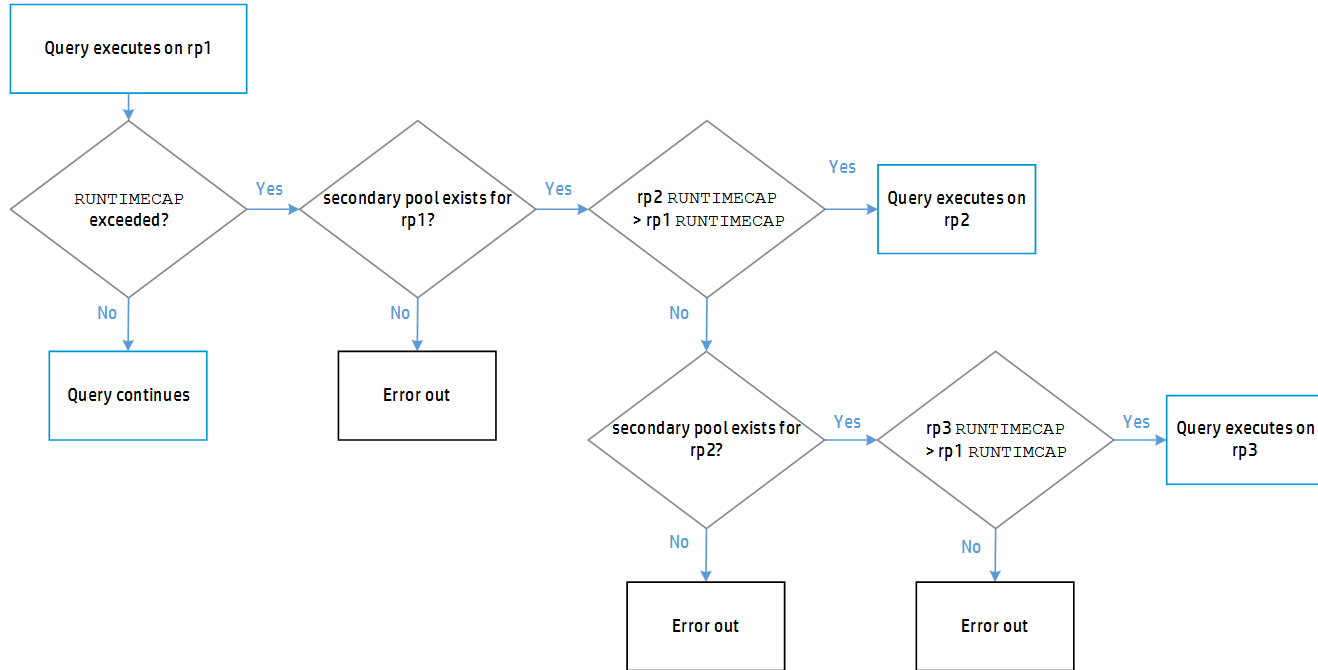 Query executes on rp1
RUNTIMECAP
exceeded?
Yes
No
Query continues
secondary pool exists for
rp1?
Yes
No
Error out
rp2 RUNTIMECAP
> rp1 RUNTIMECAP
Yes
Query executes on
rp2
No
secondary pool exists for
rp2?
Yes
No
Error out
rp3 RUNTIMECAP
> rp1 RUNTIMCAP
Yes
Query executes on
rp3
No
Error out